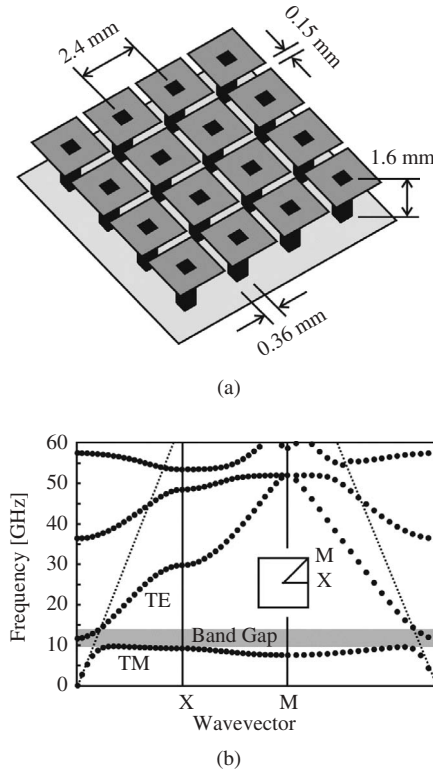 2.4 mm
0.15 mm
1.6 mm
0.36 mm
(a)
Frequency [GHz]
60
50
40
30
20
10
0
TE
TM
Band Gap
M
X
X
M
Wavevector
(b)